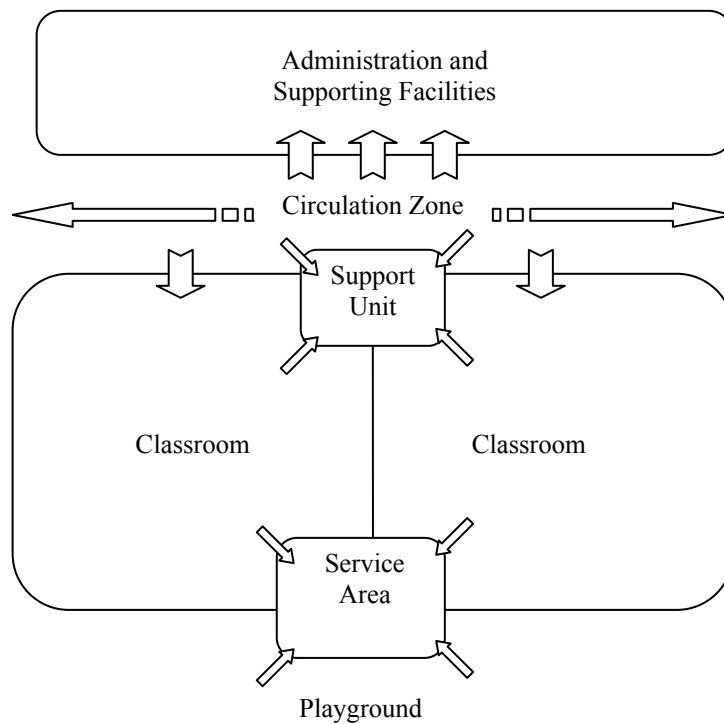 Administration and
Supporting Facilities
Circulation Zone
Support
Unit
Classroom
Classroom
Service
Area
Playground